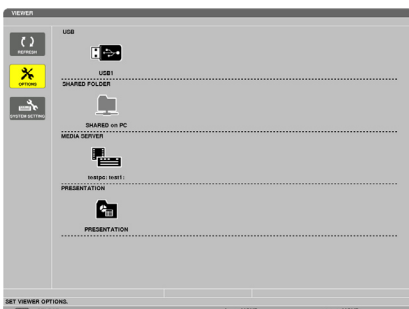 VIEWER
USB
REFRESH
USB1
OPTIONS
SHARED FOLDER
SYSTEM SETTING
SHARED on PC
MEDIA SERVER
testpc: test1:
PRESENTATION
PRESENTATION
SET VIEWER OPTIONS.